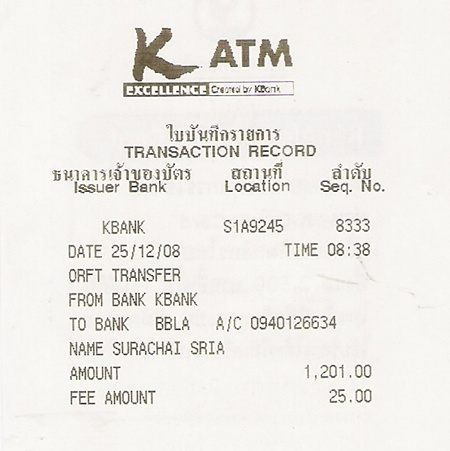 K ATM
EXCELLENCE Created by KBank
ใบบันทึกรายการ
TRANSACTION RECORD
ธนาคารเจ้าของบัตร สถานที่ ลำดับ
Issuer Bank Location Seq. No.
KBANK S1A9245 8333
DATE 25/12/08 TIME 08:38
ORFT TRANSFER
FROM BANK KBANK
TO BANK BBLA A/C 0940126634
NAME SURACHAI SRIA
AMOUNT 1,201.00
FEE AMOUNT 25.00